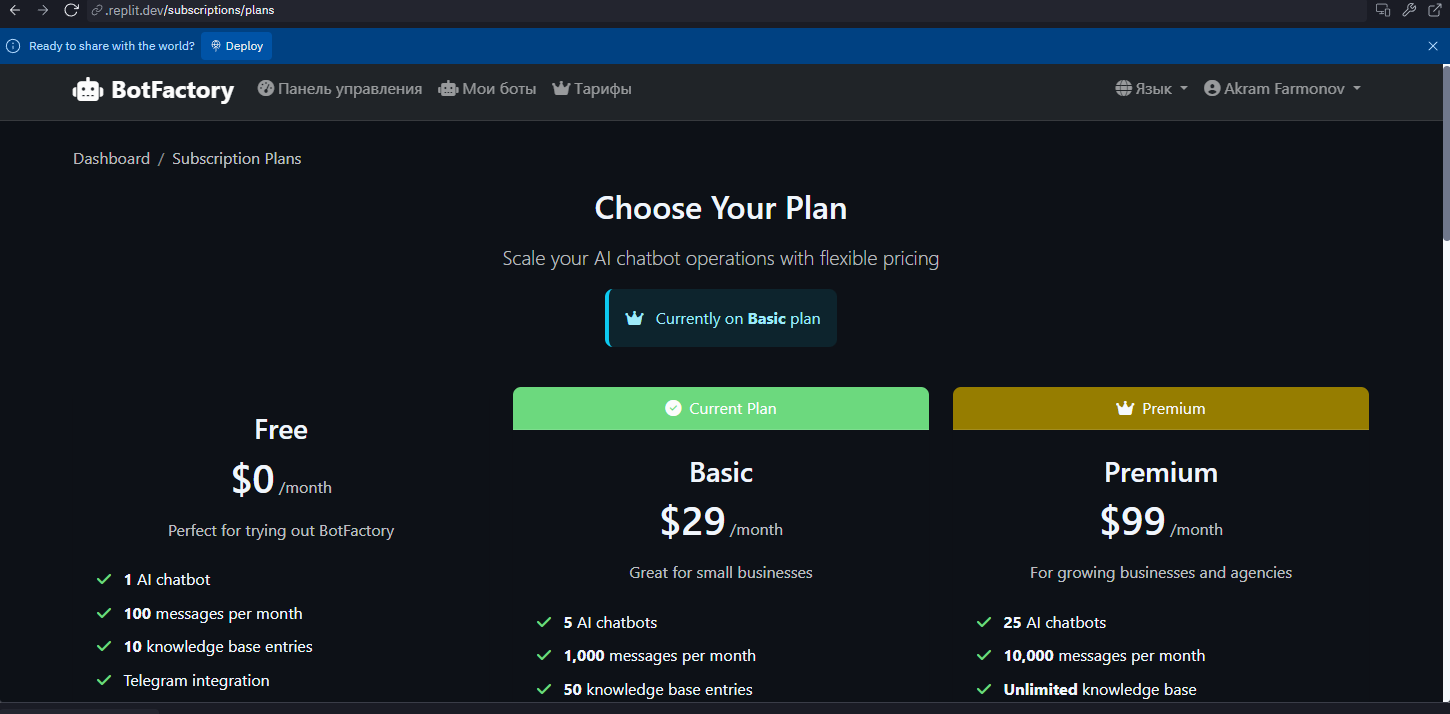 .replit.dev/subscriptions/plans
Ready to share with the world? Deploy
BotFactory Панель управления Мои боты Тарифы Язык Akram Farmonov
Dashboard / Subscription Plans
Choose Your Plan
Scale your AI chatbot operations with flexible pricing
Currently on Basic plan
Free
$0 /month
Perfect for trying out BotFactory
1 AI chatbot
100 messages per month
10 knowledge base entries
Telegram integration
Current Plan
Basic
$29 /month
Great for small businesses
5 AI chatbots
1,000 messages per month
50 knowledge base entries
Premium
Premium
$99 /month
For growing businesses and agencies
25 AI chatbots
10,000 messages per month
Unlimited knowledge base